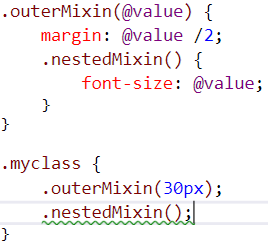 .outerMixin(@value) {
    margin: @value /2;
    .nestedMixin() {
        font-size: @value;
    }
}

.myclass {
    .outerMixin(30px);
    .nestedMixin();
}